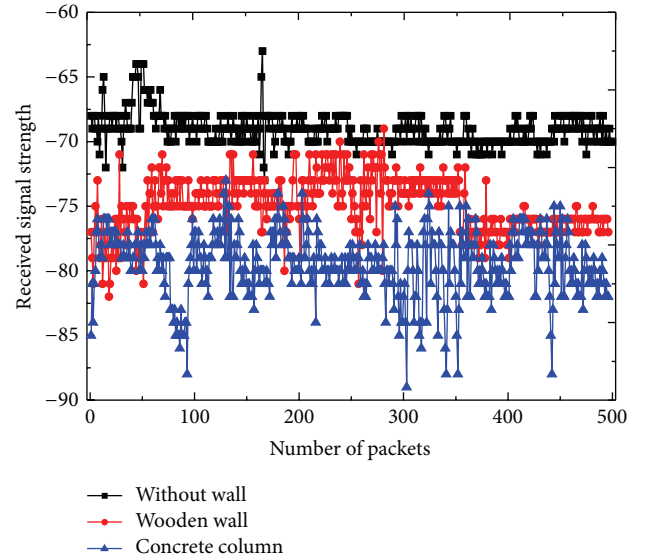 Received signal strength
−60
−65
−70
−75
−80
−85
−90
0 100 200 300 400 500
Number of packets
Without wall
Wooden wall
Concrete column